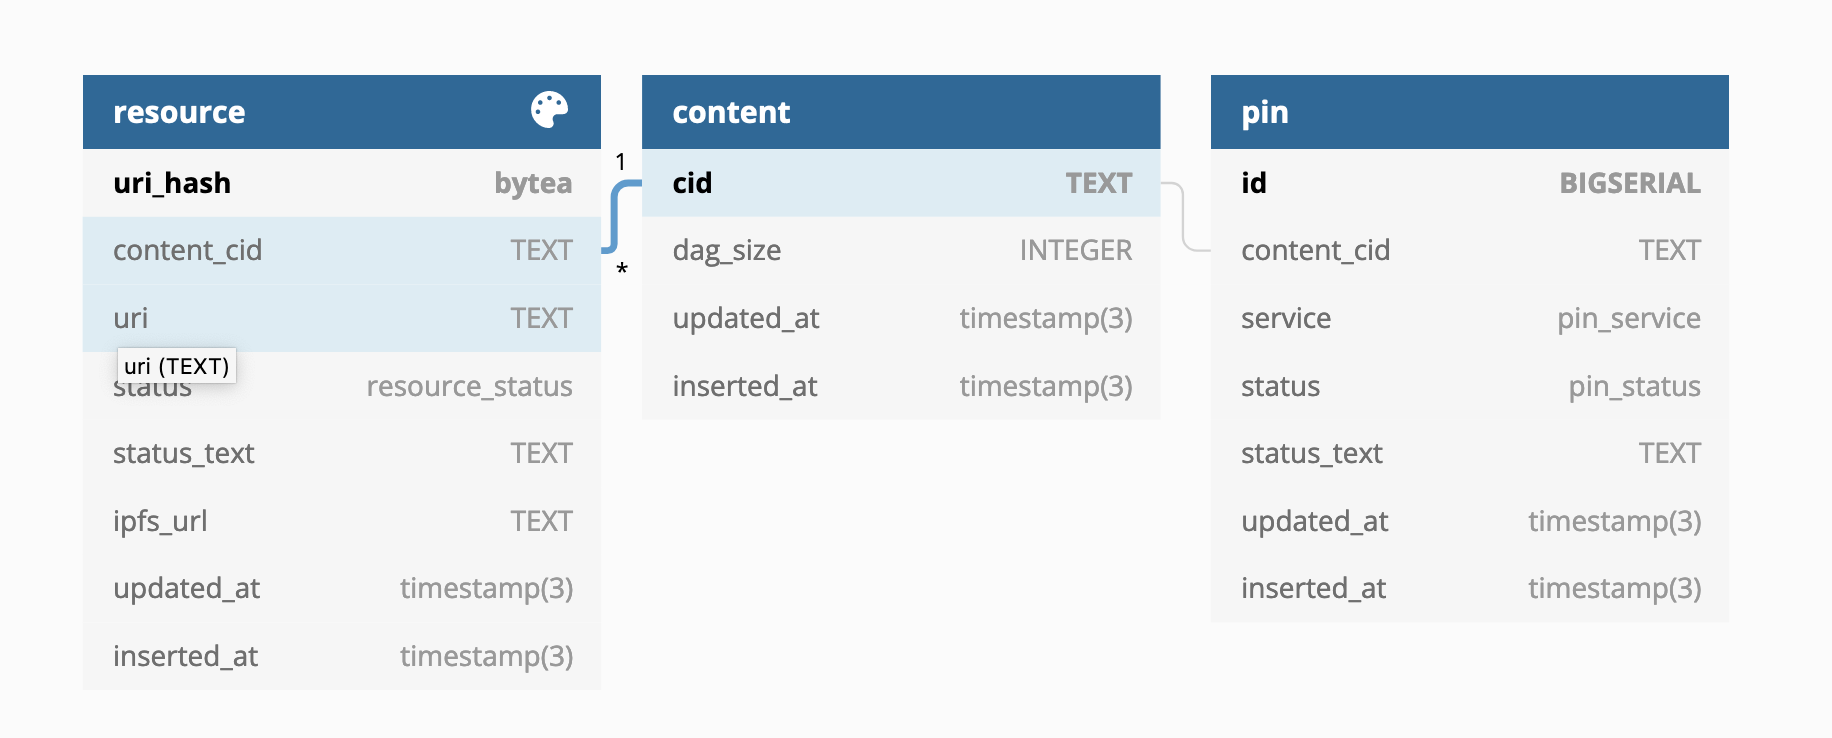 resource
uri_hash bytea
content_cid TEXT
uri TEXT
uri (TEXT)
status resource_status
status_text TEXT
ipfs_url TEXT
updated_at timestamp(3)
inserted_at timestamp(3)
1
*
content
cid TEXT
dag_size INTEGER
updated_at timestamp(3)
inserted_at timestamp(3)
pin
id BIGSERIAL
content_cid TEXT
service pin_service
status pin_status
status_text TEXT
updated_at timestamp(3)
inserted_at timestamp(3)